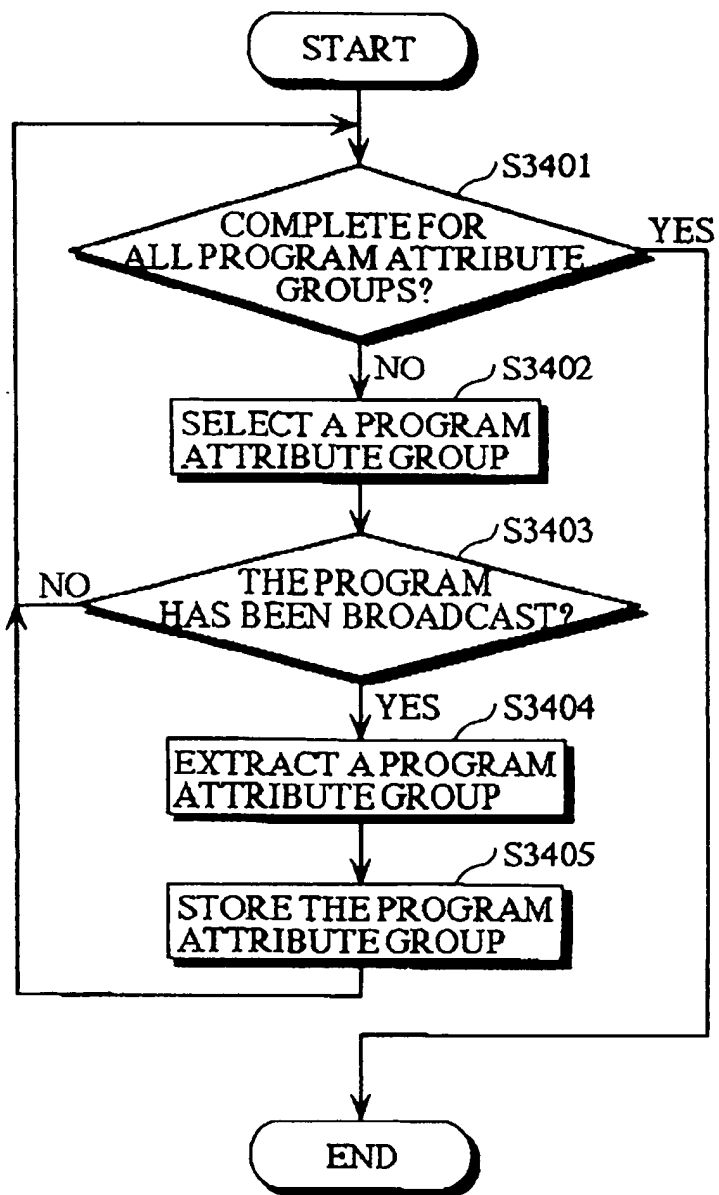 START
S3401
COMPLETE FOR
ALL PROGRAM ATTRIBUTE
GROUPS?
YES
NO
S3402
SELECT A PROGRAM
ATTRIBUTE GROUP
S3403
NO
THE PROGRAM
HAS BEEN BROADCAST?
YES
S3404
EXTRACT A PROGRAM
ATTRIBUTE GROUP
S3405
STORE THE PROGRAM
ATTRIBUTE GROUP
END